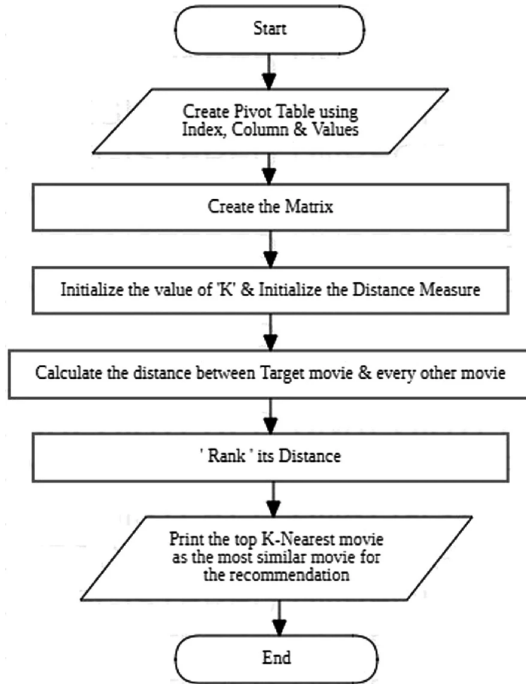 Start
Create Pivot Table using
Index, Column & Values
Create the Matrix
Initialize the value of 'K' & Initialize the Distance Measure
Calculate the distance between Target movie & every other movie
' Rank ' its Distance
Print the top K-Nearest movie
as the most similar movie for
the recommendation
End